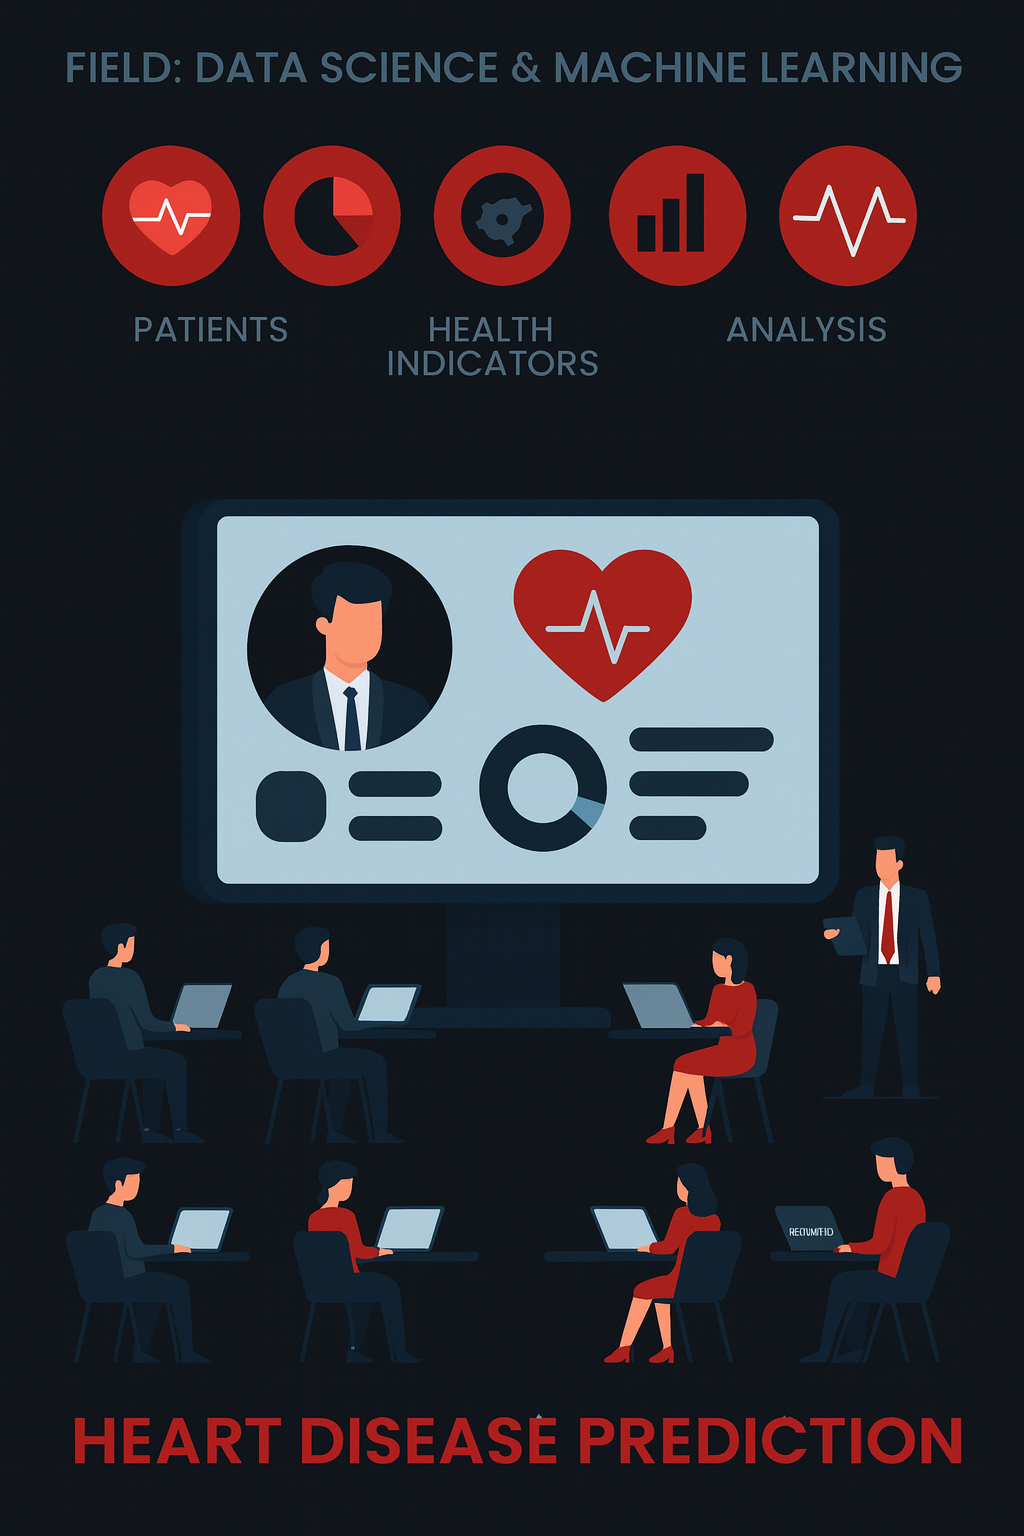 FIELD: DATA SCIENCE & MACHINE LEARNING
PATIENTS
HEALTH
INDICATORS
ANALYSIS
HEART DISEASE PREDICTION